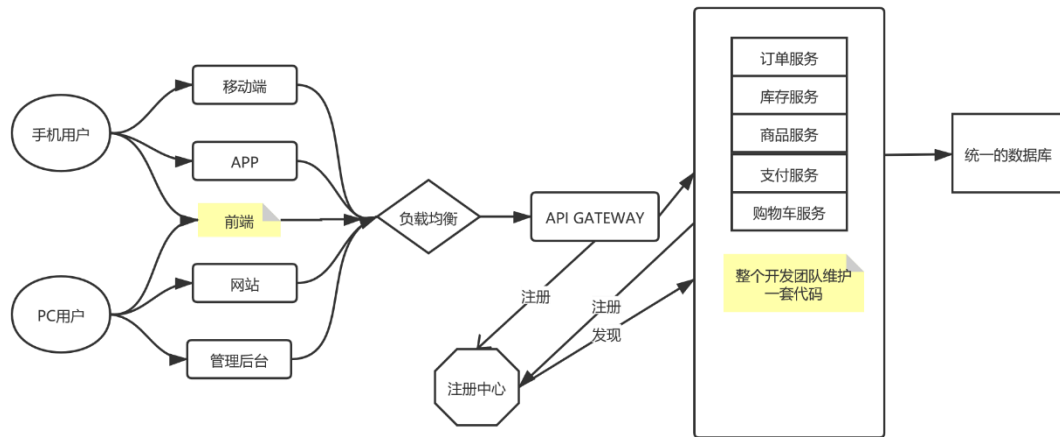 手机用户
PC用户
移动端
APP
前端
网站
管理后台
负载均衡
API GATEWAY
注册
注册
发现
注册中心
订单服务
库存服务
商品服务
支付服务
购物车服务
整个开发团队维护
一套代码
统一的数据库